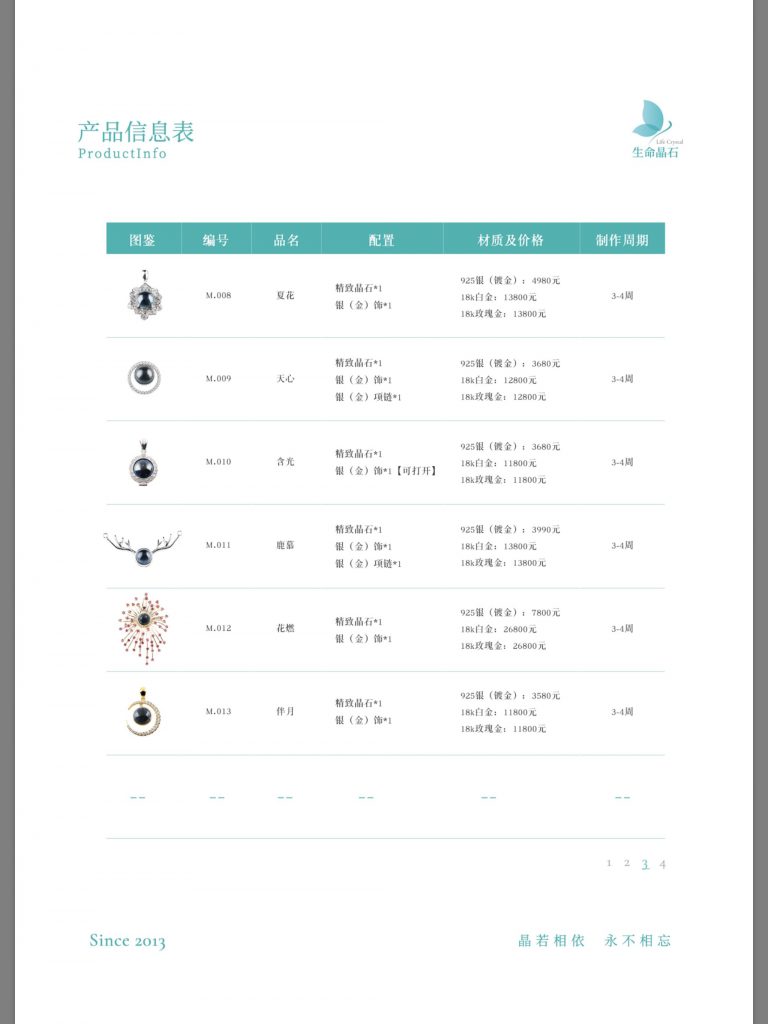 产品信息表
ProductInfo
Life Crystal
生命晶石
图鉴 编号 品名 配置 材质及价格 制作周期
M.008 夏花 3-4周
精致晶石*1
银（金）饰*1
925银（镀金）：4980元
18k白金：13800元
18k玫瑰金：13800元
M.009 天心 3-4周
精致晶石*1
银（金）饰*1
银（金）项链*1
925银（镀金）：3680元
18k白金：12800元
18k玫瑰金：12800元
M.010 含光 3-4周
精致晶石*1
银（金）饰*1【可打开】
925银（镀金）：3680元
18k白金：11800元
18k玫瑰金：11800元
M.011 鹿慕 3-4周
精致晶石*1
银（金）饰*1
银（金）项链*1
925银（镀金）：3990元
18k白金：13800元
18k玫瑰金：13800元
M.012 花燃 3-4周
精致晶石*1
银（金）饰*1
925银（镀金）：7800元
18k白金：26800元
18k玫瑰金：26800元
M.013 伴月 3-4周
精致晶石*1
银（金）饰*1
925银（镀金）：3580元
18k白金：11800元
18k玫瑰金：11800元
-- -- -- -- -- --
1 2 3 4
Since 2013
晶若相依 永不相忘